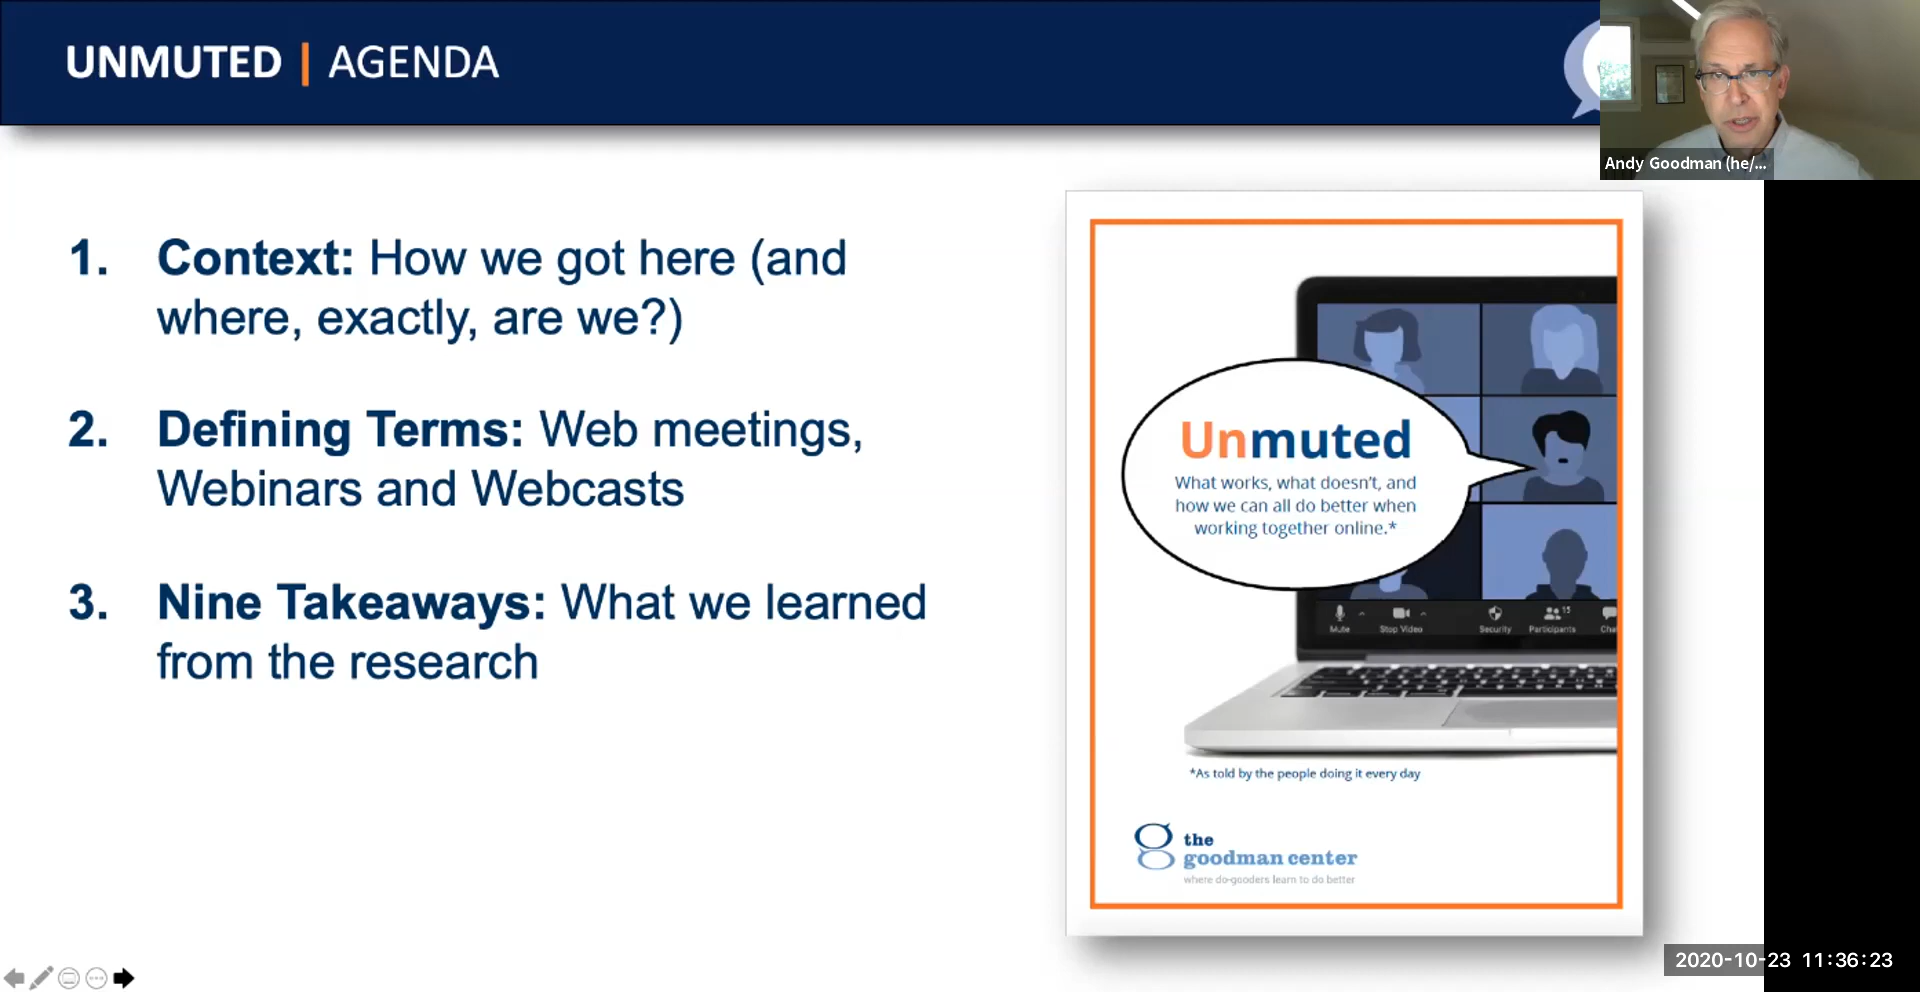 UNMUTED | AGENDA
Andy Goodman (he/...
1. Context: How we got here (and
where, exactly, are we?)
2. Defining Terms: Web meetings,
Webinars and Webcasts
3. Nine Takeaways: What we learned
from the research
Unmuted
What works, what doesn't, and
how we can all do better when
working together online.*
15
Mute Stop Video Security Participants Cha
*As told by the people doing it every day
the
goodman center
where do-gooders learn to do better
2020-10-23 11:36:23